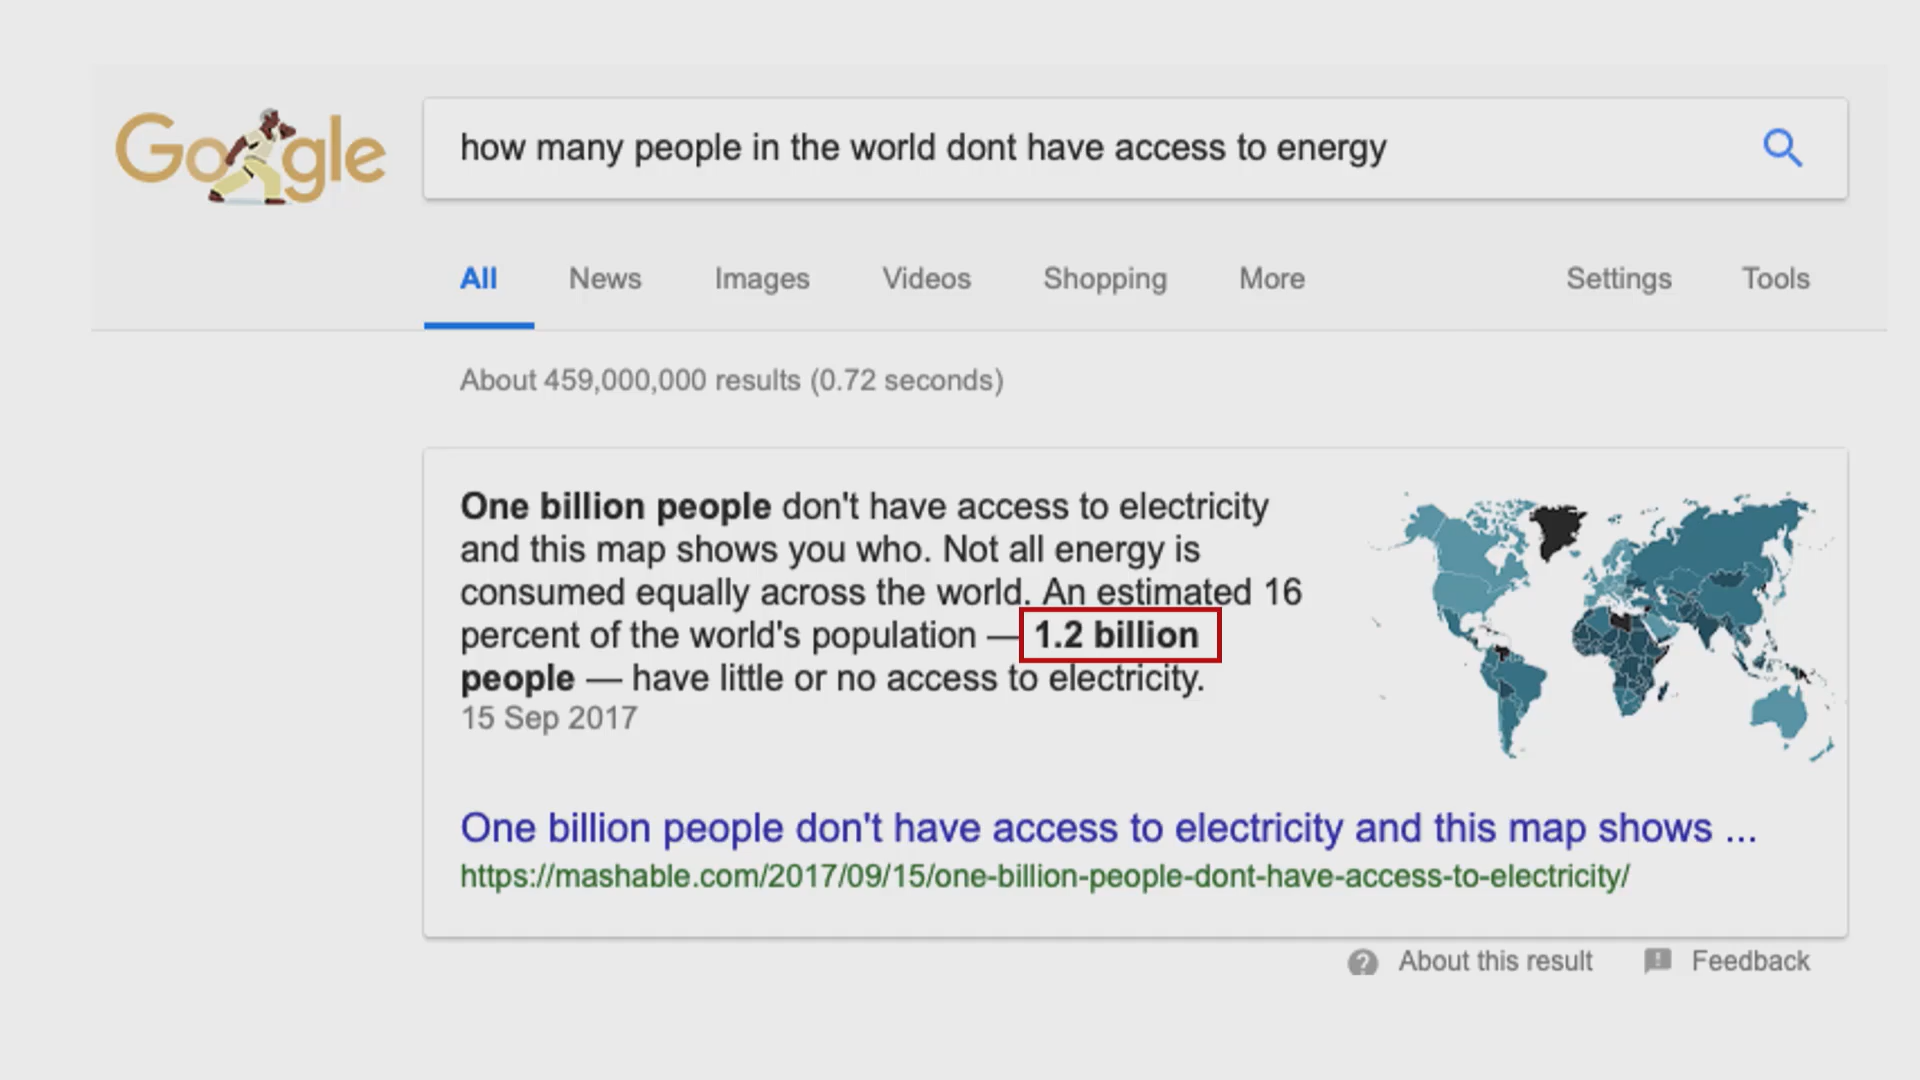 Google
how many people in the world dont have access to energy
All News Images Videos Shopping More Settings Tools
About 459,000,000 results (0.72 seconds)
One billion people don't have access to electricity
and this map shows you who. Not all energy is
consumed equally across the world. An estimated 16
percent of the world's population — 1.2 billion
people — have little or no access to electricity.
15 Sep 2017
One billion people don't have access to electricity and this map shows ...
https://mashable.com/2017/09/15/one-billion-people-dont-have-access-to-electricity/
About this result Feedback